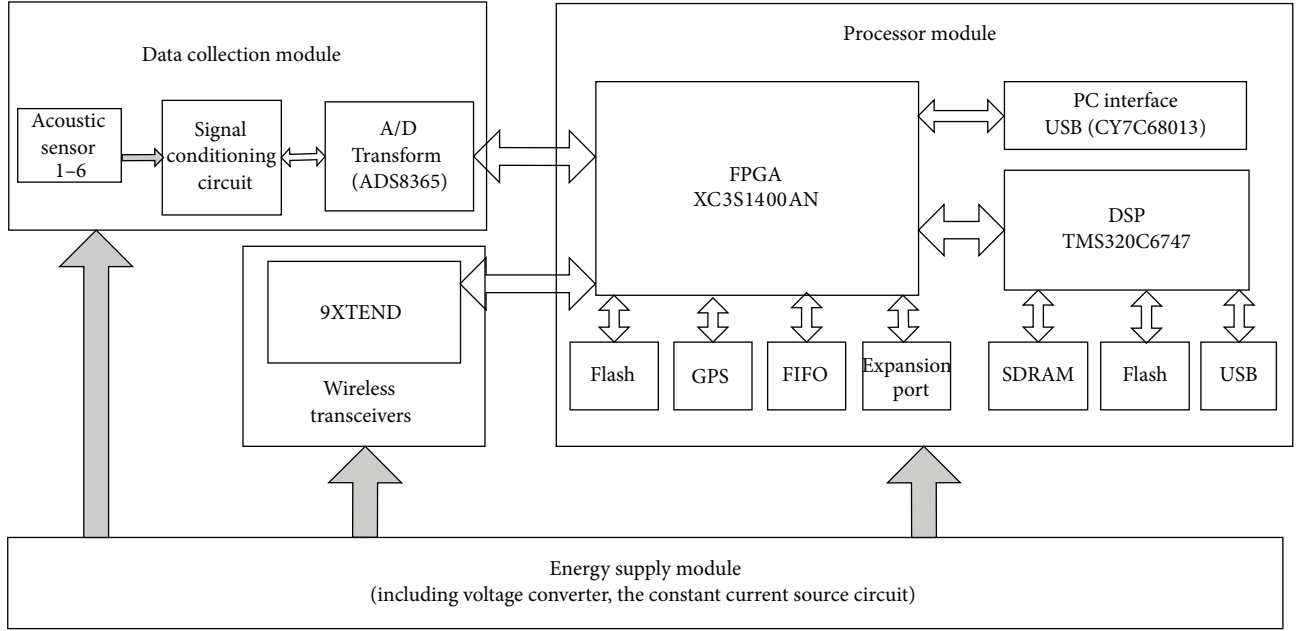 Data collection module
Acoustic
sensor
1–6
Signal
conditioning
circuit
A/D
Transform
(ADS8365)
Processor module
FPGA
XC3S1400AN
PC interface
USB (CY7C68013)
DSP
TMS320C6747
9XTEND
Wireless
transceivers
Flash
GPS
FIFO
Expansion
port
SDRAM
Flash
USB
Energy supply module
(including voltage converter, the constant current source circuit)